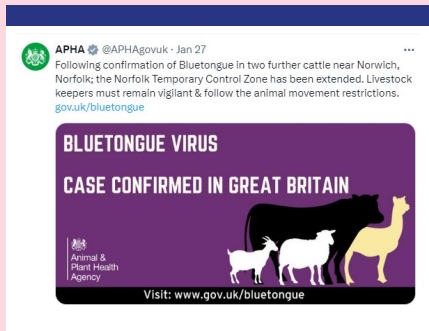 APHA @APHAgovuk · Jan 27 ...
Following confirmation of Bluetongue in two further cattle near Norwich,
Norfolk; the Norfolk Temporary Control Zone has been extended. Livestock
keepers must remain vigilant & follow the animal movement restrictions.
gov.uk/bluetongue
BLUETONGUE VIRUS
CASE CONFIRMED IN GREAT BRITAIN
Animal &
Plant Health
Agency
Visit: www.gov.uk/bluetongue